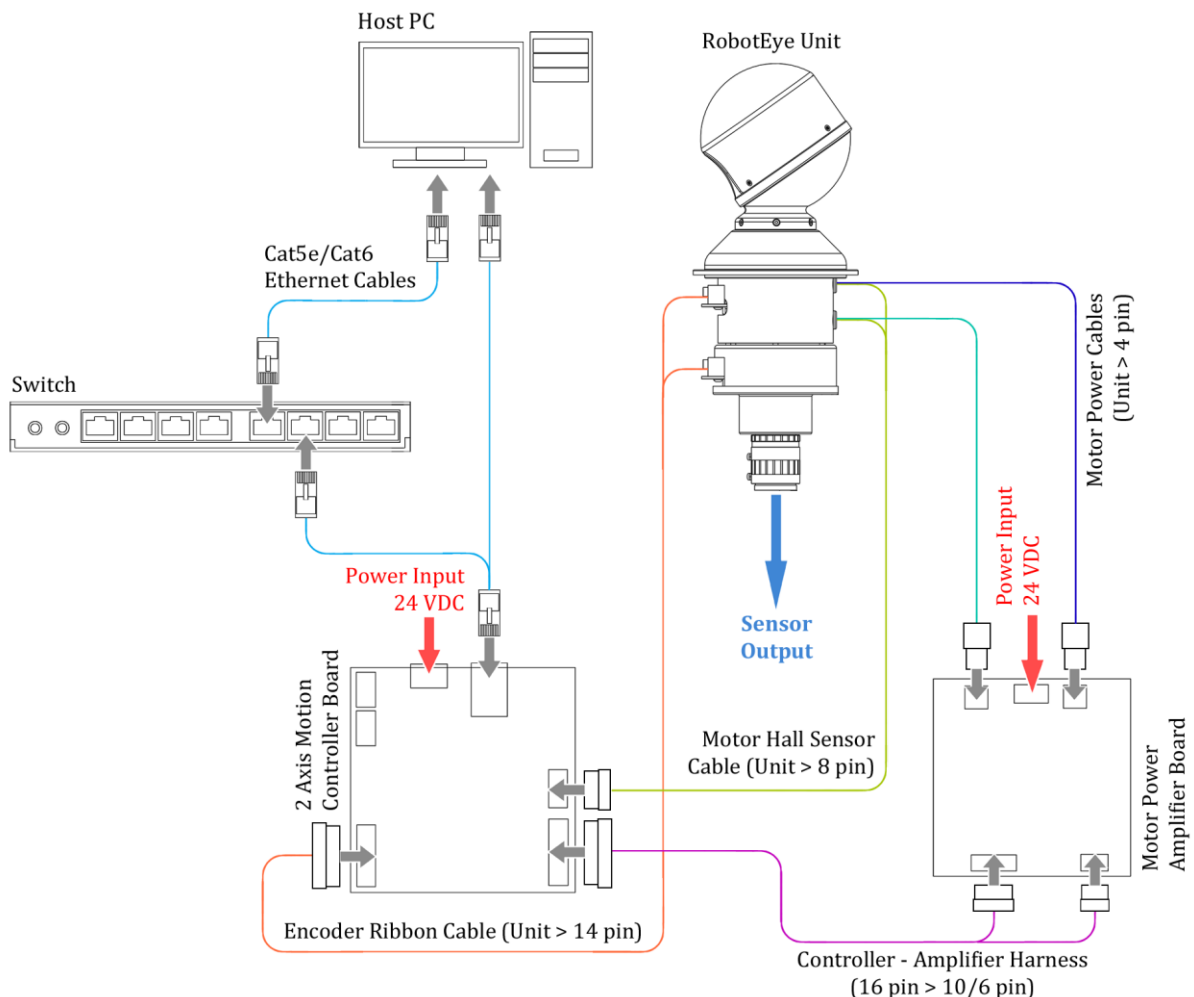 Host PC
RobotEye Unit
Cat5e/Cat6
Ethernet Cables
Switch
Motor Power Cables
(Unit > 4 pin)
Power Input
24 VDC
Power Input
24 VDC
Sensor
Output
2 Axis Motion
Controller Board
Motor Hall Sensor
Cable (Unit > 8 pin)
Motor Power
Amplifier Board
Encoder Ribbon Cable (Unit > 14 pin)
Controller - Amplifier Harness
(16 pin > 10/6 pin)